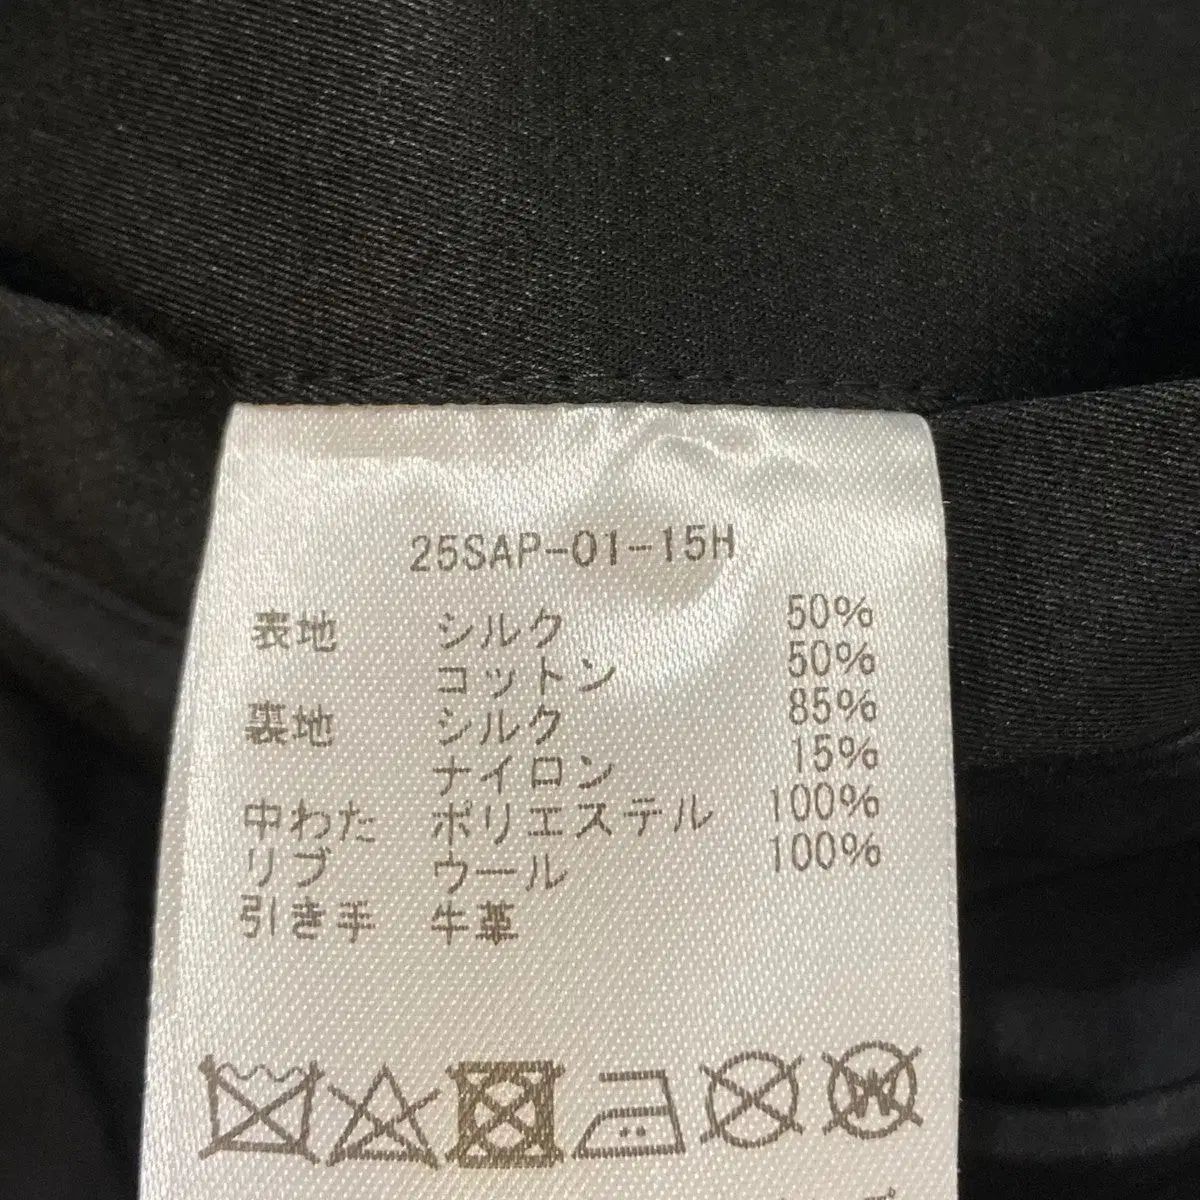 25SAP-01-15H
表地 シルク 50%
コットン 50%
裏地 シルク 85%
ナイロン 15%
中わた ポリエステル 100%
リブ ウール 100%
引き手 牛革